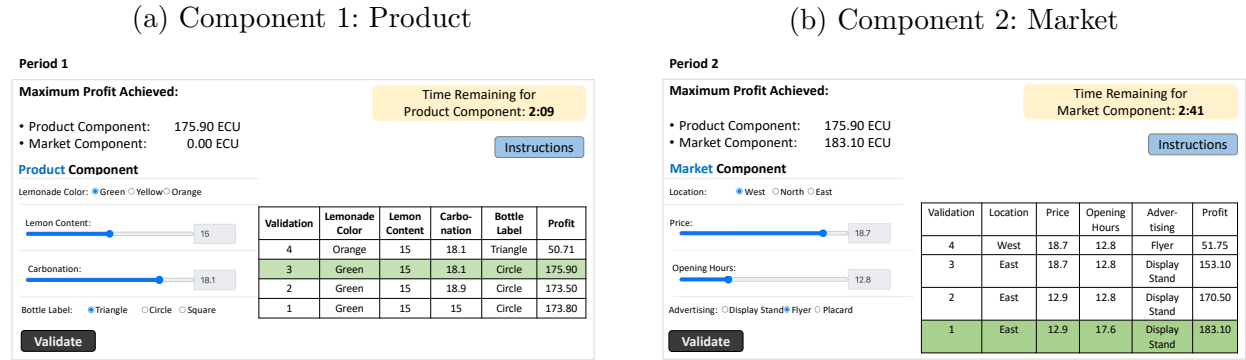 (a) Component 1: Product
Period 1
Maximum Profit Achieved:
Time Remaining for
Product Component: 2:09
• Product Component: 175.90 ECU
• Market Component: 0.00 ECU
Instructions
Product Component
Lemonade Color: Green Yellow Orange
Lemon Content:
15
Carbonation:
18.1
Bottle Label: Triangle Circle Square
Validate
Validation Lemonade Color Lemon Content Carbo-nation Bottle Label Profit
4 Orange 15 18.1 Triangle 50.71
3 Green 15 18.1 Circle 175.90
2 Green 15 18.9 Circle 173.50
1 Green 15 15 Circle 173.80
(b) Component 2: Market
Period 2
Maximum Profit Achieved:
Time Remaining for
Market Component: 2:41
• Product Component: 175.90 ECU
• Market Component: 183.10 ECU
Instructions
Market Component
Location: West North East
Price:
18.7
Opening Hours:
12.8
Advertising: Display Stand Flyer Placard
Validate
Validation Location Price Opening Hours Adver-tising Profit
4 West 18.7 12.8 Flyer 51.75
3 East 18.7 12.8 Display Stand 153.10
2 East 12.9 12.8 Display Stand 170.50
1 East 12.9 17.6 Display Stand 183.10